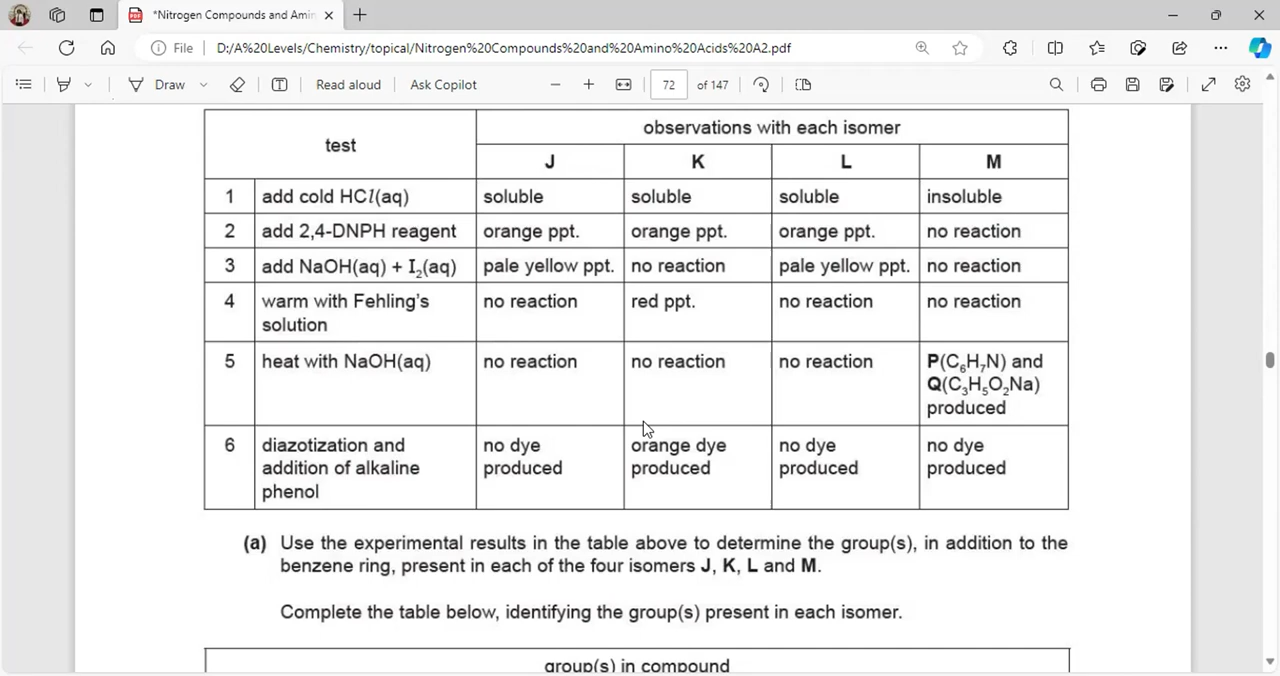 *Nitrogen Compounds and Amin
File
D:/A%20Levels/Chemistry/topical/Nitrogen%20Compounds%20and%20Amino%20Acids%20A2.pdf
Draw
Read aloud
Ask Copilot
72 of 147
test
observations with each isomer
J K L M
1 add cold HCl(aq) soluble soluble soluble insoluble
2 add 2,4-DNPH reagent orange ppt. orange ppt. orange ppt. no reaction
3 add NaOH(aq) + I₂(aq) pale yellow ppt. no reaction pale yellow ppt. no reaction
4 warm with Fehling's no reaction red ppt. no reaction no reaction
solution
5 heat with NaOH(aq) no reaction no reaction no reaction P(C₆H₇N) and
Q(C₃H₅O₂Na)
produced
6 diazotization and no dye orange dye no dye no dye
addition of alkaline produced produced produced produced
phenol
(a) Use the experimental results in the table above to determine the group(s), in addition to the
benzene ring, present in each of the four isomers J, K, L and M.
Complete the table below, identifying the group(s) present in each isomer.
group(s) in compound